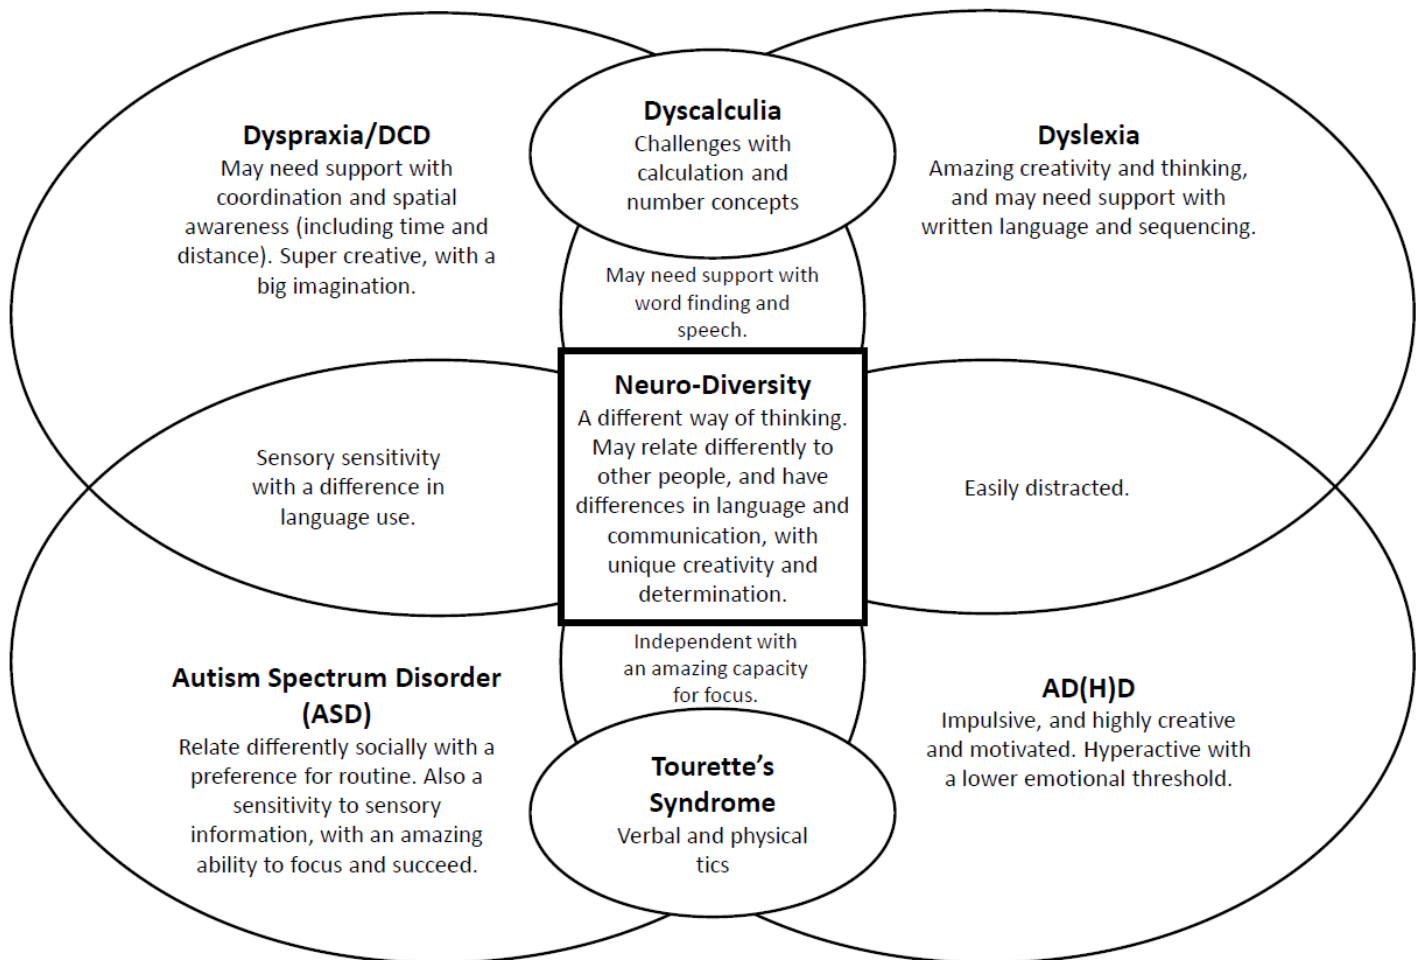 Dyspraxia/DCD
May need support with
coordination and spatial
awareness (including time and
distance). Super creative, with a
big imagination.
Dyscalculia
Challenges with
calculation and
number concepts
Dyslexia
Amazing creativity and thinking,
and may need support with
written language and sequencing.
May need support with
word finding and
speech.
Sensory sensitivity
with a difference in
language use.
Neuro-Diversity
A different way of thinking.
May relate differently to
other people, and have
differences in language and
communication, with
unique creativity and
determination.
Easily distracted.
Independent with
an amazing capacity
for focus.
Autism Spectrum Disorder
(ASD)
Relate differently socially with a
preference for routine. Also a
sensitivity to sensory
information, with an amazing
ability to focus and succeed.
Tourette’s
Syndrome
Verbal and physical
tics
AD(H)D
Impulsive, and highly creative
and motivated. Hyperactive with
a lower emotional threshold.